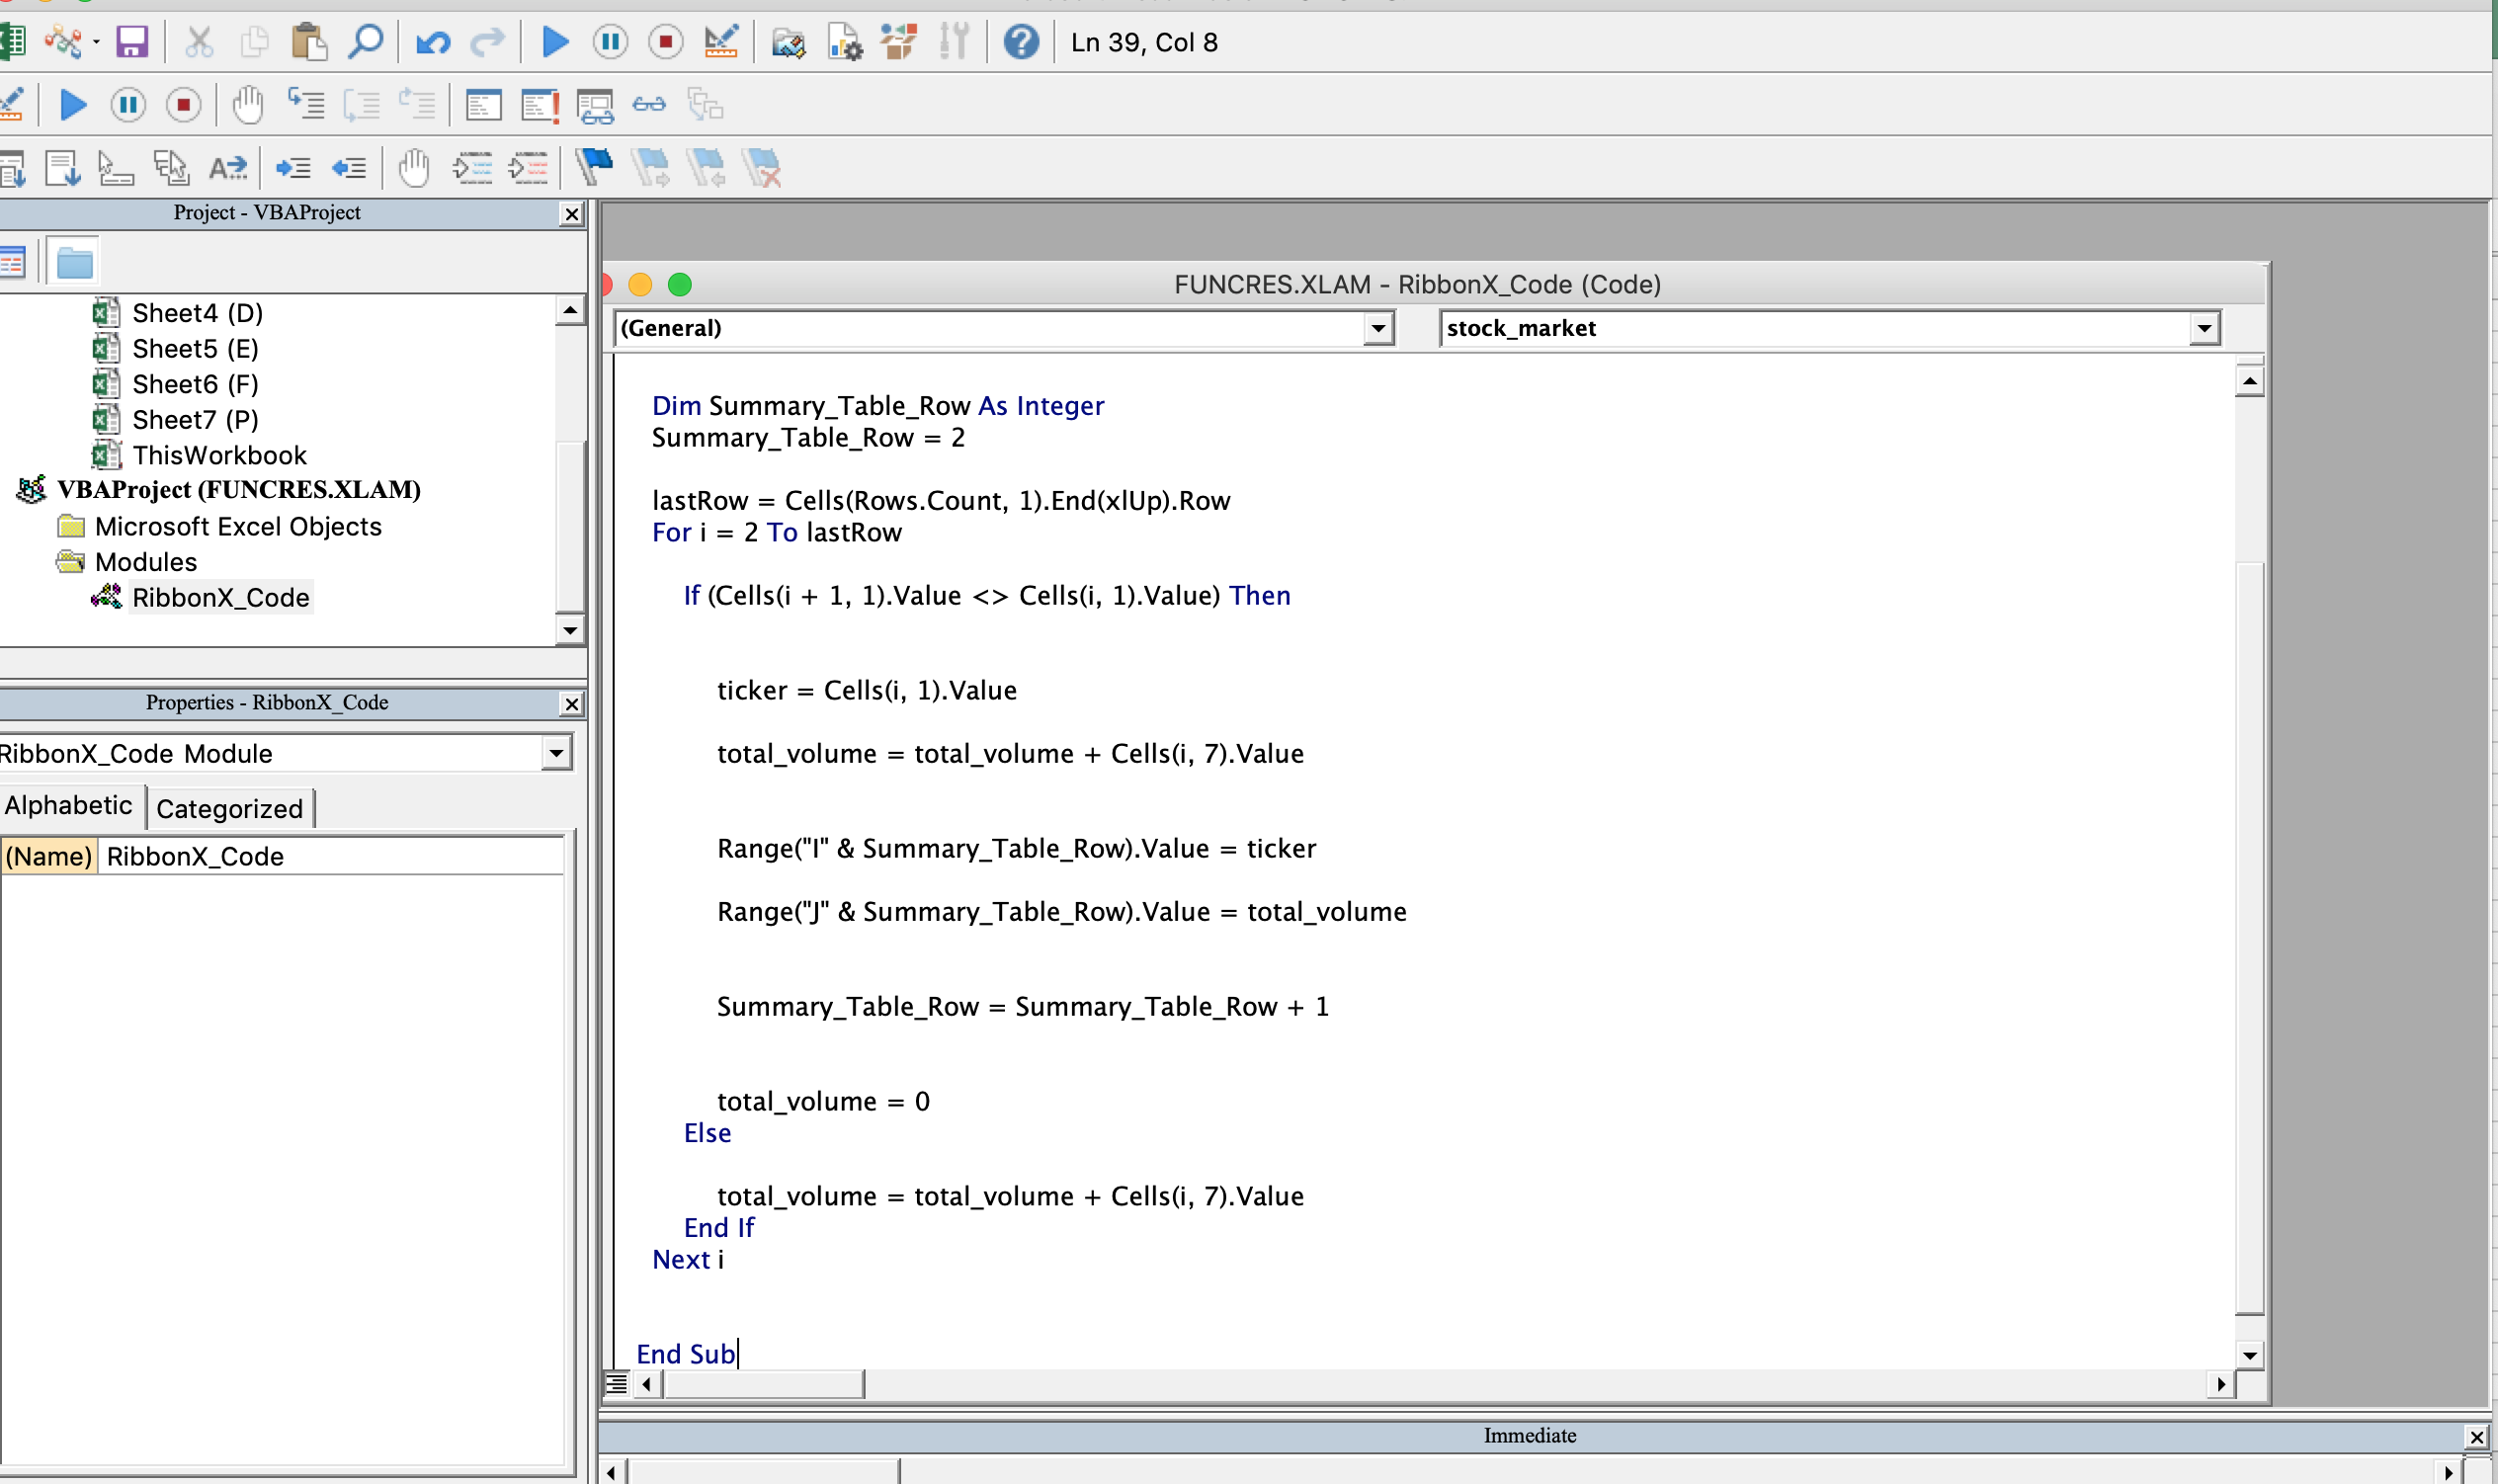 Ln 39, Col 8
Project - VBAProject
Sheet4 (D)
Sheet5 (E)
Sheet6 (F)
Sheet7 (P)
ThisWorkbook
VBAProject (FUNCRES.XLAM)
Microsoft Excel Objects
Modules
RibbonX_Code
Properties - RibbonX_Code
RibbonX_Code Module
Alphabetic
Categorized
(Name) RibbonX_Code
FUNCRES.XLAM - RibbonX_Code (Code)
(General)
stock_market
Dim Summary_Table_Row As Integer
Summary_Table_Row = 2
lastRow = Cells(Rows.Count, 1).End(xlUp).Row
For i = 2 To lastRow
If (Cells(i + 1, 1).Value <> Cells(i, 1).Value) Then
ticker = Cells(i, 1).Value
total_volume = total_volume + Cells(i, 7).Value
Range("I" & Summary_Table_Row).Value = ticker
Range("J" & Summary_Table_Row).Value = total_volume
Summary_Table_Row = Summary_Table_Row + 1
total_volume = 0
Else
total_volume = total_volume + Cells(i, 7).Value
End If
Next i
End Sub
Immediate